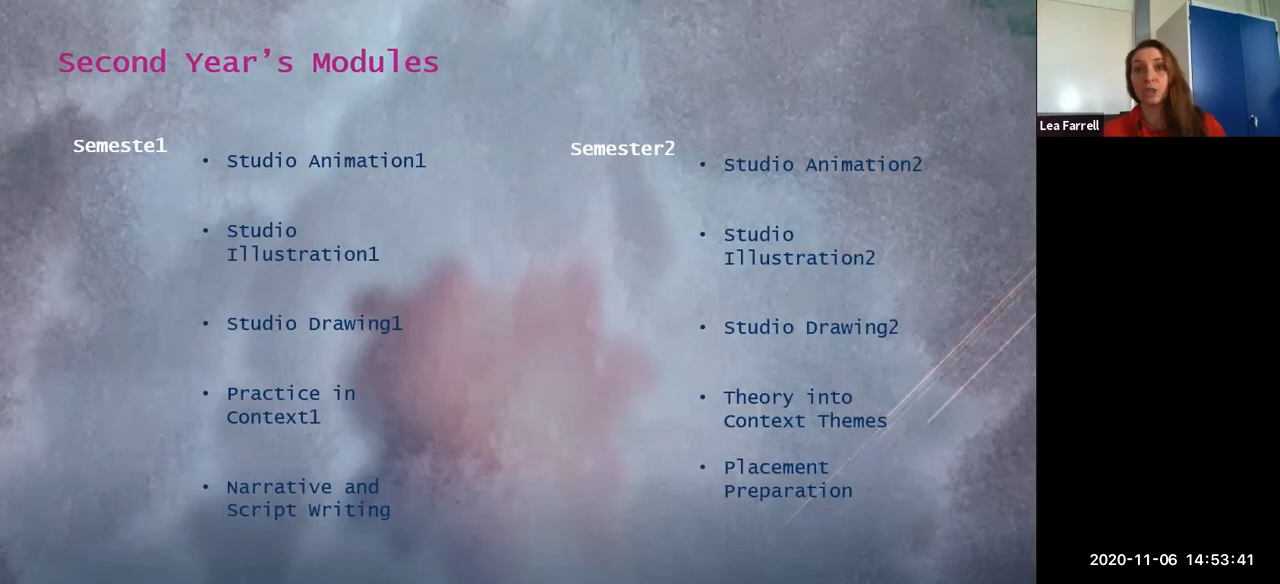 Second Year’s Modules
Semeste1
• Studio Animation1
• Studio
Illustration1
• Studio Drawing1
• Practice in
Context1
• Narrative and
Script Writing
Semester2
• Studio Animation2
• Studio
Illustration2
• Studio Drawing2
• Theory into
Context Themes
• Placement
Preparation
Lea Farrell
2020-11-06 14:53:41